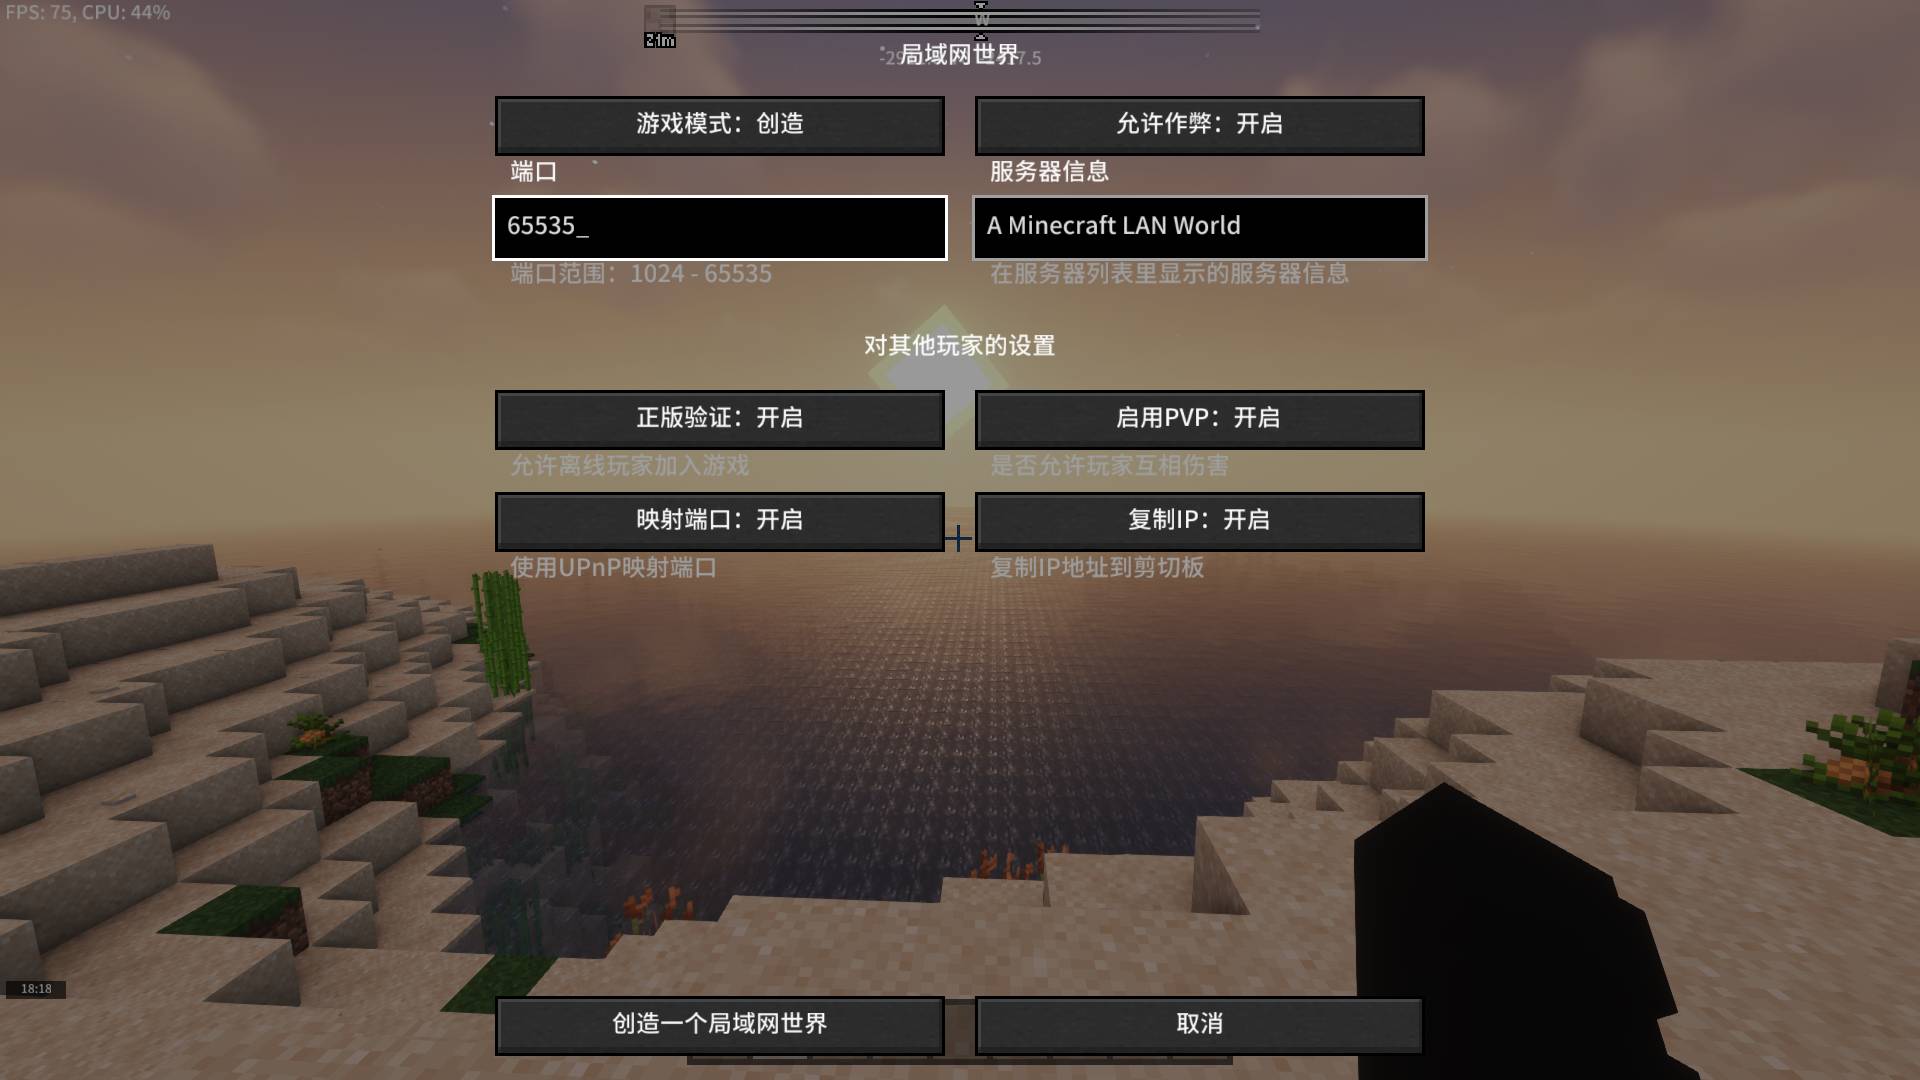 FPS: 75, CPU: 44%
W
21m
局域网世界
游戏模式：创造
允许作弊：开启
端口
服务器信息
65535_
A Minecraft LAN World
端口范围：1024 - 65535
在服务器列表里显示的服务器信息
对其他玩家的设置
正版验证：开启
启用PVP：开启
允许离线玩家加入游戏
是否允许玩家互相伤害
映射端口：开启
复制IP：开启
使用UPnP映射端口
复制IP地址到剪切板
18:18
创造一个局域网世界
取消